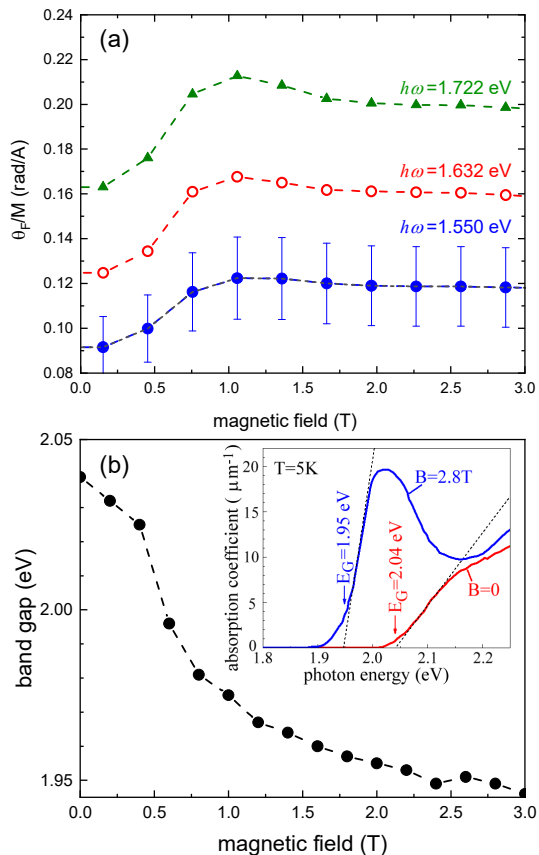 (a)
0.24
0.22
0.20
0.18
0.16
0.14
0.12
0.10
0.08
θF/M (rad/A)
hω=1.722 eV
hω=1.632 eV
hω=1.550 eV
0.0 0.5 1.0 1.5 2.0 2.5 3.0
magnetic field (T)
(b)
2.05
2.00
1.95
band gap (eV)
T=5K
20
15
10
5
0
absorption coefficient ( μm⁻¹)
EG=1.95 eV
EG=2.04 eV
B=2.8T
B=0
1.8 1.9 2.0 2.1 2.2
photon energy (eV)
0.0 0.5 1.0 1.5 2.0 2.5 3.0
magnetic field (T)